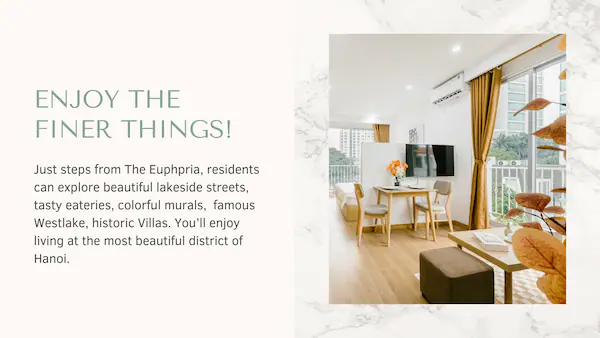 ENJOY THE
FINER THINGS!
Just steps from The Euphpria, residents
can explore beautiful lakeside streets,
tasty eateries, colorful murals,  famous
Westlake, historic Villas. You'll enjoy
living at the most beautiful district of
Hanoi.